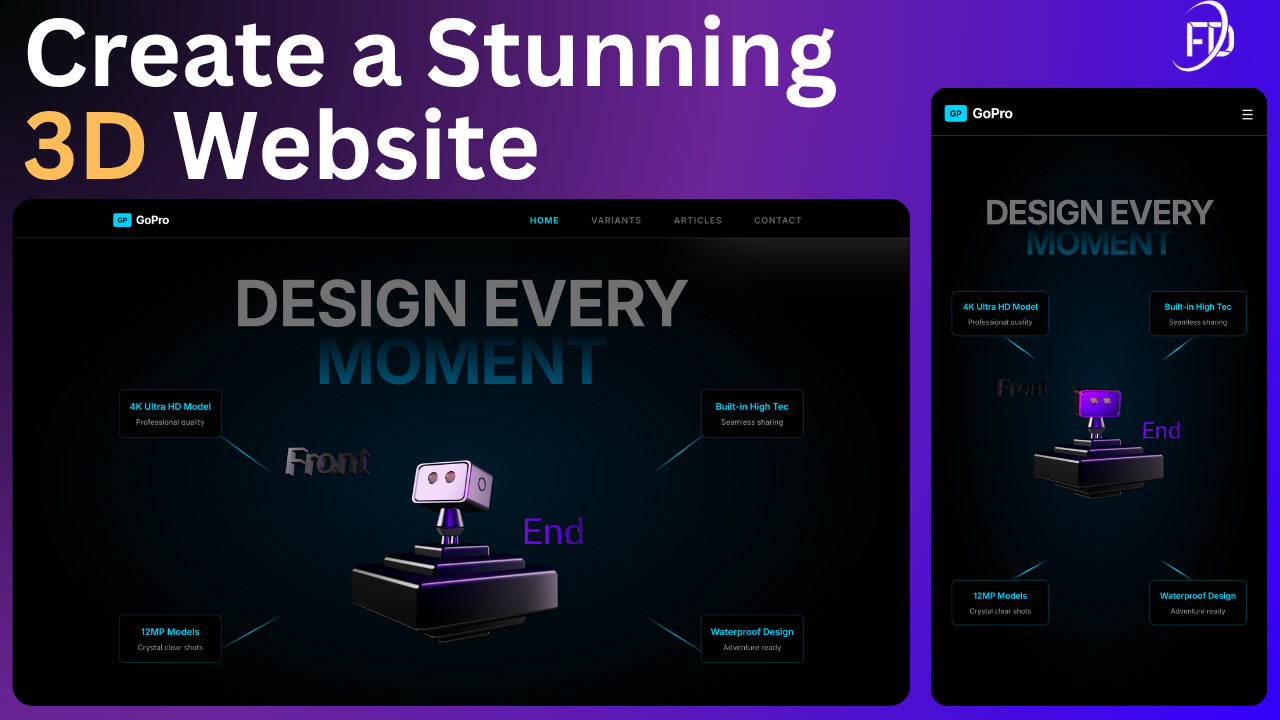 Create a Stunning
3D Website
FTD
GP GoPro
HOME VARIANTS ARTICLES CONTACT
DESIGN EVERY
MOMENT
4K Ultra HD Model
Professional quality
Built-in High Tec
Seamless sharing
Front
End
12MP Models
Crystal clear shots
Waterproof Design
Adventure ready
GP GoPro
DESIGN EVERY
MOMENT
4K Ultra HD Model
Professional quality
Built-in High Tec
Seamless sharing
Front
End
12MP Models
Crystal clear shots
Waterproof Design
Adventure ready